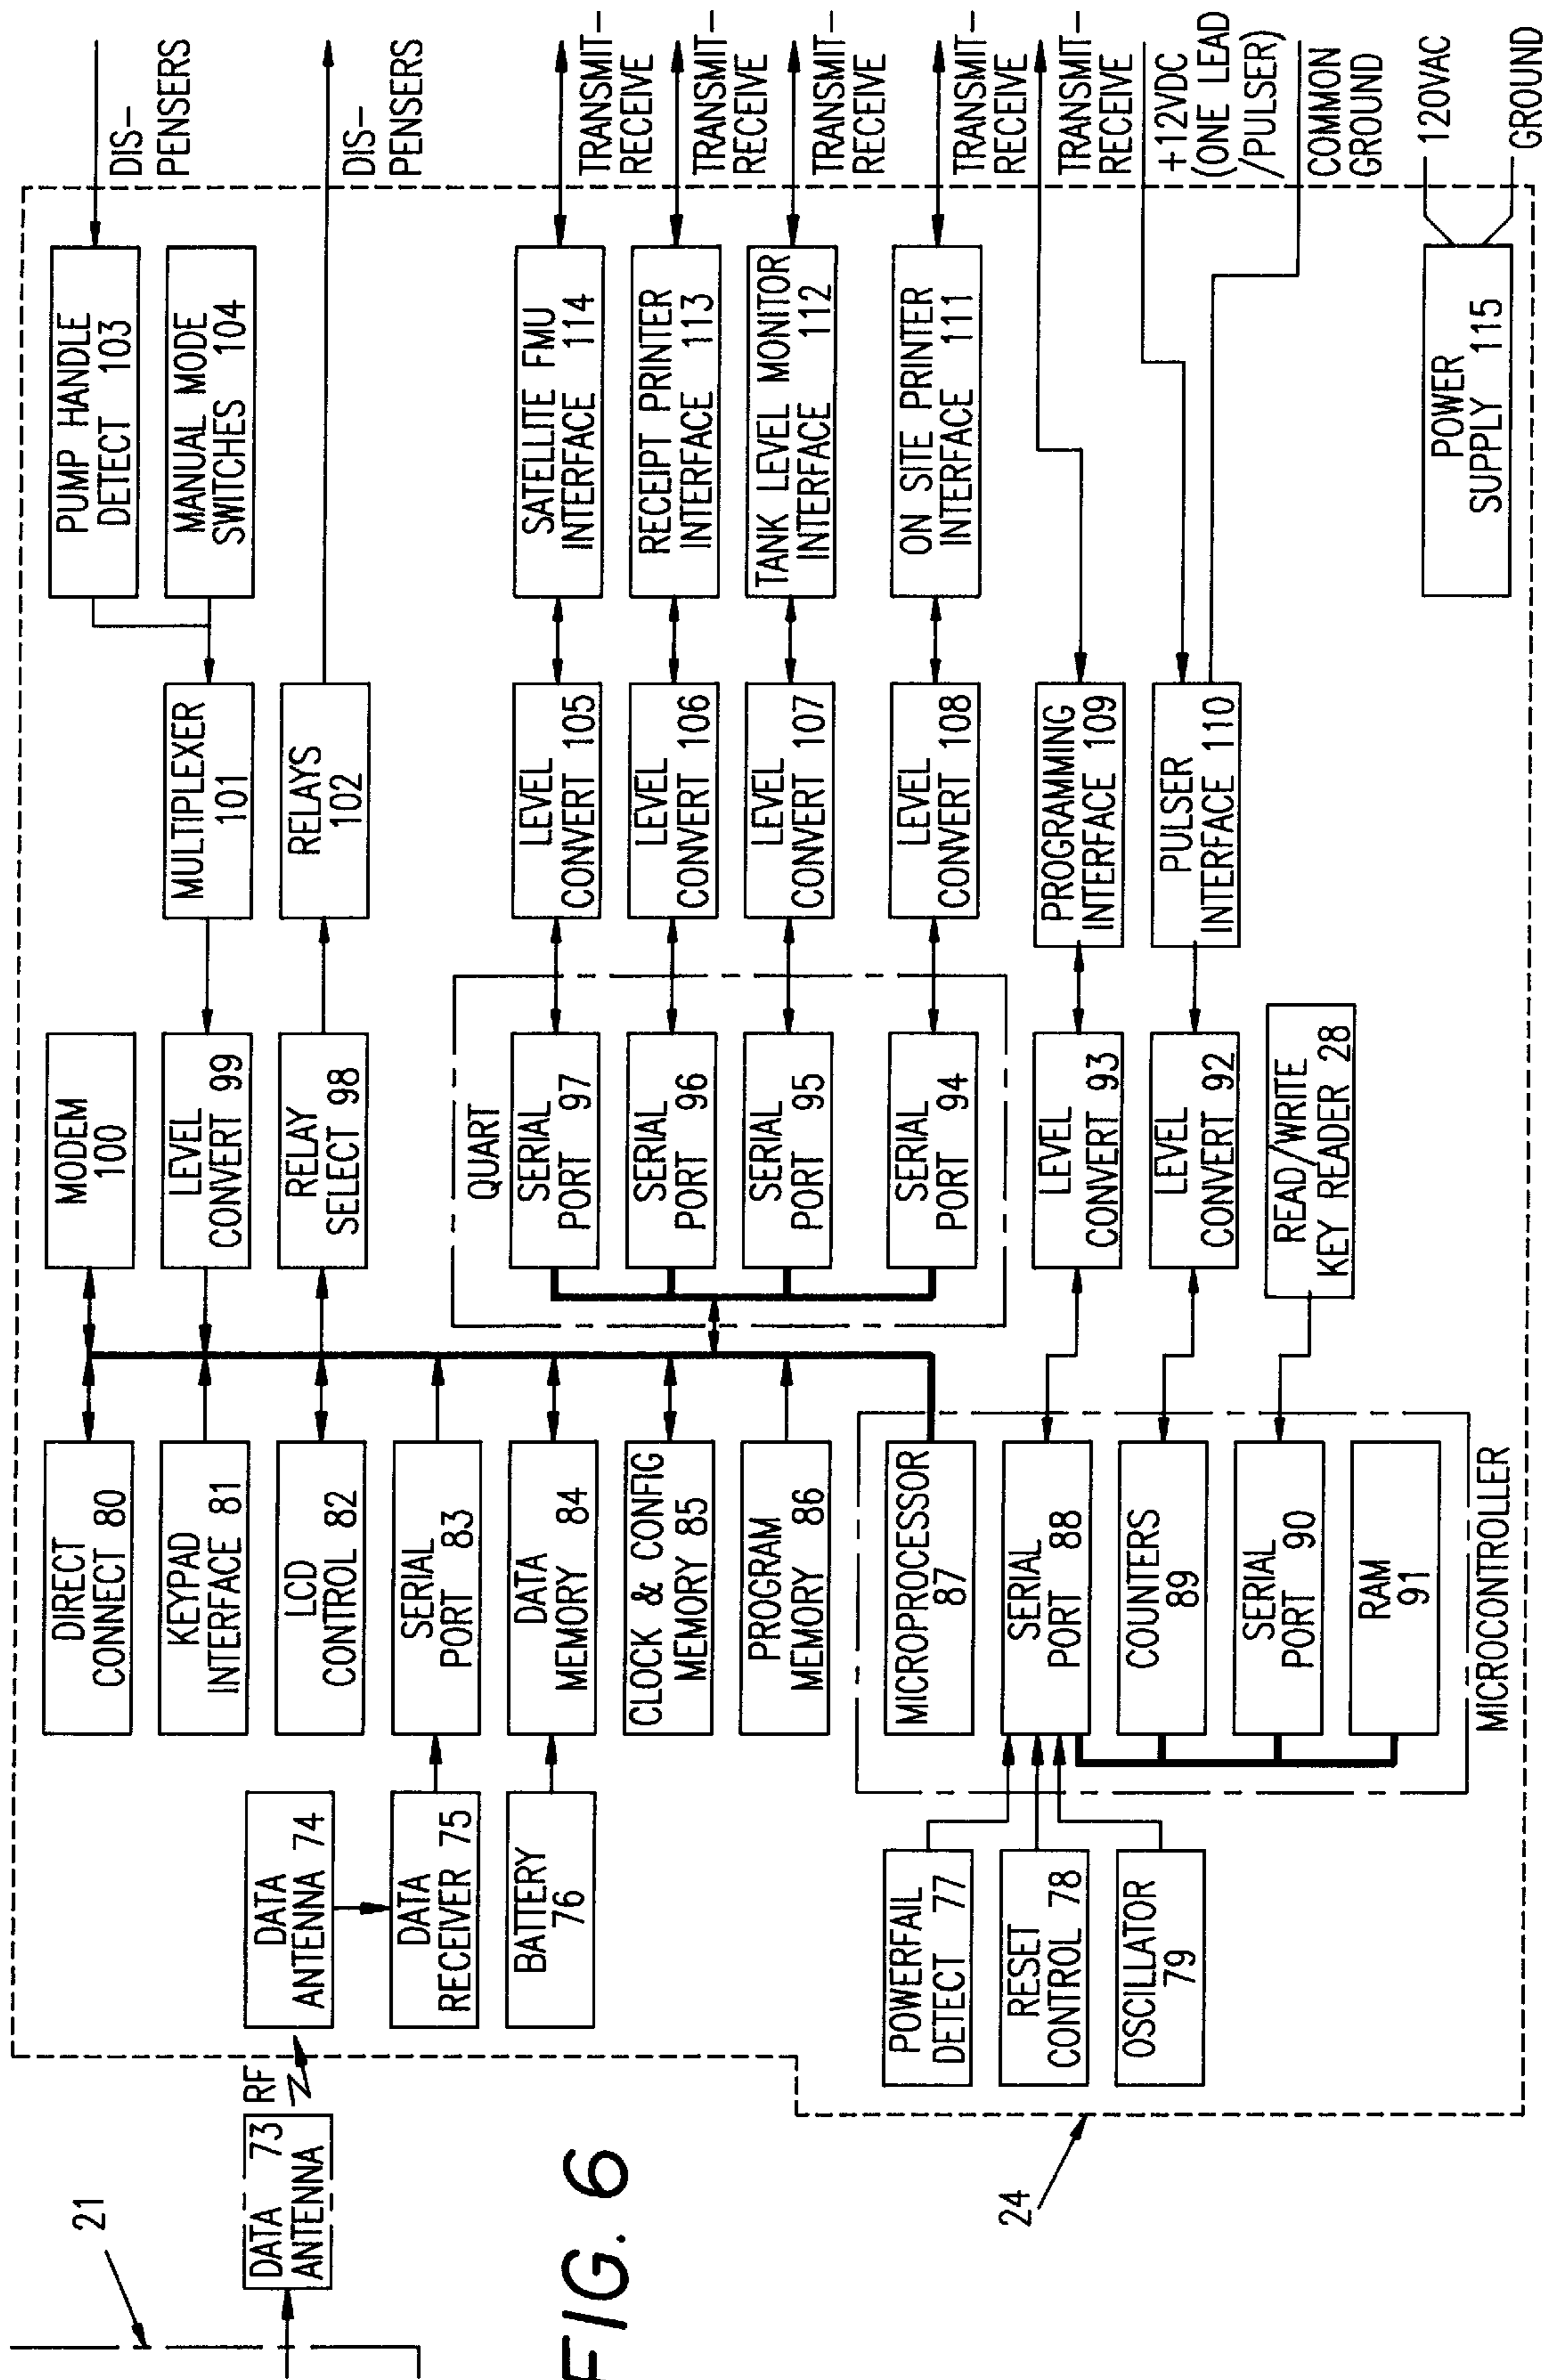 21
DATA 73
ANTENNA
RF
FIG. 6
24
DATA
ANTENNA 74
DATA
RECEIVER 75
BATTERY
76
POWERFAIL
DETECT 77
RESET
CONTROL 78
OSCILLATOR
79
DIRECT
CONNECT 80
KEYPAD
INTERFACE 81
LCD
CONTROL 82
SERIAL
PORT 83
DATA
MEMORY 84
CLOCK & CONFIG
MEMORY 85
PROGRAM
MEMORY 86
MICROPROCESSOR
87
SERIAL
PORT 88
COUNTERS
89
SERIAL
PORT 90
RAM
91
MICROCONTROLLER
MODEM
100
LEVEL
CONVERT 99
RELAY
SELECT 98
QUART
SERIAL
PORT 97
SERIAL
PORT 96
SERIAL
PORT 95
SERIAL
PORT 94
LEVEL
CONVERT 93
LEVEL
CONVERT 92
READ/WRITE
KEY READER 28
MULTIPLEXER
101
RELAYS
102
LEVEL
CONVERT 105
LEVEL
CONVERT 106
LEVEL
CONVERT 107
LEVEL
CONVERT 108
PROGRAMMING
INTERFACE 109
PULSER
INTERFACE 110
PUMP HANDLE
DETECT 103
MANUAL MODE
SWITCHES 104
SATELLITE FMU
INTERFACE 114
RECEIPT PRINTER
INTERFACE 113
TANK LEVEL MONITOR
INTERFACE 112
ON SITE PRINTER
INTERFACE 111
POWER
SUPPLY 115
DIS-
PENSERS
DIS-
PENSERS
TRANSMIT-
RECEIVE
TRANSMIT-
RECEIVE
TRANSMIT-
RECEIVE
TRANSMIT-
RECEIVE
TRANSMIT-
RECEIVE
+12VDC
(ONE LEAD
/PULSER)
COMMON
GROUND
120VAC
GROUND